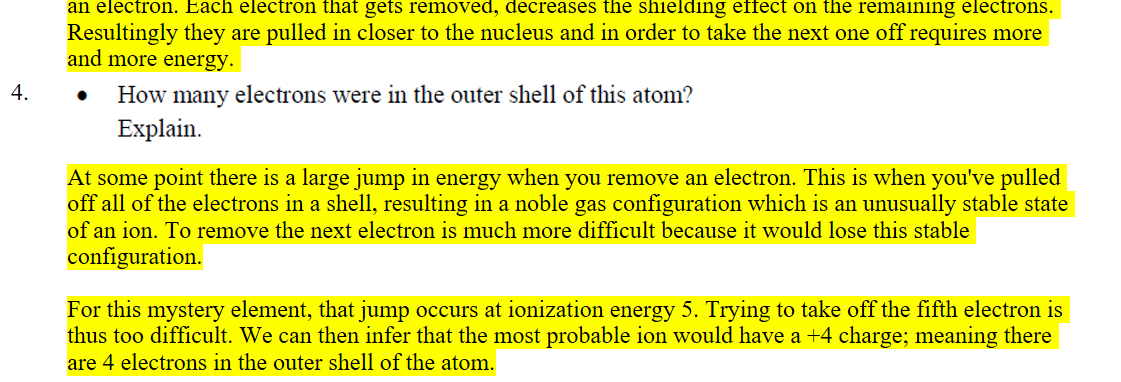 an electron. Each electron that gets removed, decreases the shielding effect on the remaining electrons.
Resultingly they are pulled in closer to the nucleus and in order to take the next one off requires more
and more energy.
4. • How many electrons were in the outer shell of this atom?
Explain.
At some point there is a large jump in energy when you remove an electron. This is when you've pulled
off all of the electrons in a shell, resulting in a noble gas configuration which is an unusually stable state
of an ion. To remove the next electron is much more difficult because it would lose this stable
configuration.
For this mystery element, that jump occurs at ionization energy 5. Trying to take off the fifth electron is
thus too difficult. We can then infer that the most probable ion would have a +4 charge; meaning there
are 4 electrons in the outer shell of the atom.